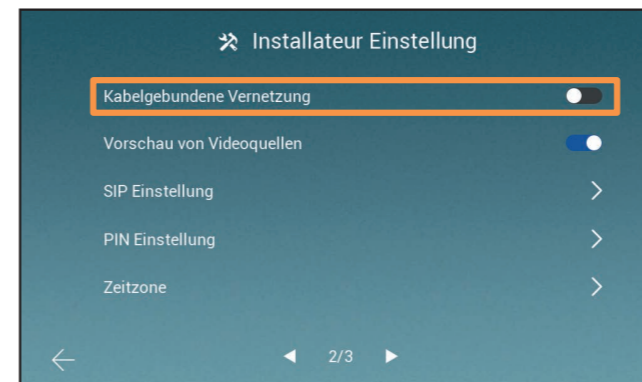 Installateur Einstellung
Kabelgebundene Vernetzung
Vorschau von Videoquellen
SIP Einstellung
PIN Einstellung
Zeitzone
2/3